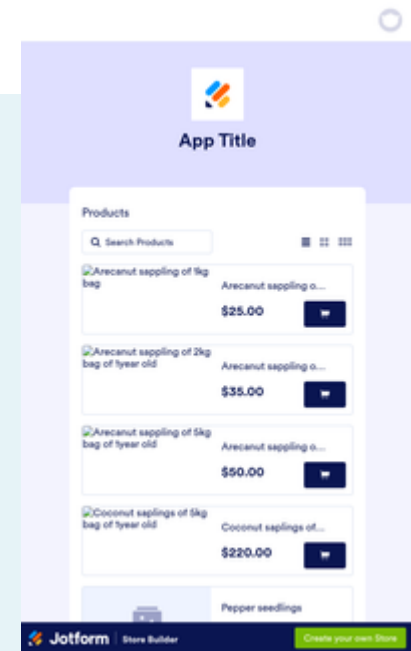 App Title
Products
Search Products
Arecanut sappling of 1kg
bag
Arecanut sappling o...
$25.00
Arecanut sappling of 2kg
bag of 1year old
Arecanut sappling o...
$35.00
Arecanut sappling of 5kg
bag of 1year old
Arecanut sappling o...
$50.00
Coconut saplings of 5kg
bag of 1year old
Coconut saplings of...
$220.00
Pepper seedlings
Jotform Store Builder
Create your own Store